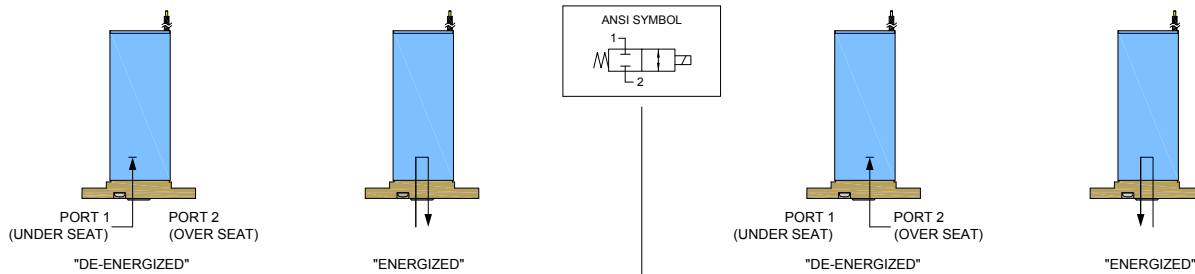 ANSI SYMBOL
1
2
PORT 1
(UNDER SEAT)
PORT 2
(OVER SEAT)
"DE-ENERGIZED"
"ENERGIZED"
PORT 1
(UNDER SEAT)
PORT 2
(OVER SEAT)
"DE-ENERGIZED"
"ENERGIZED"